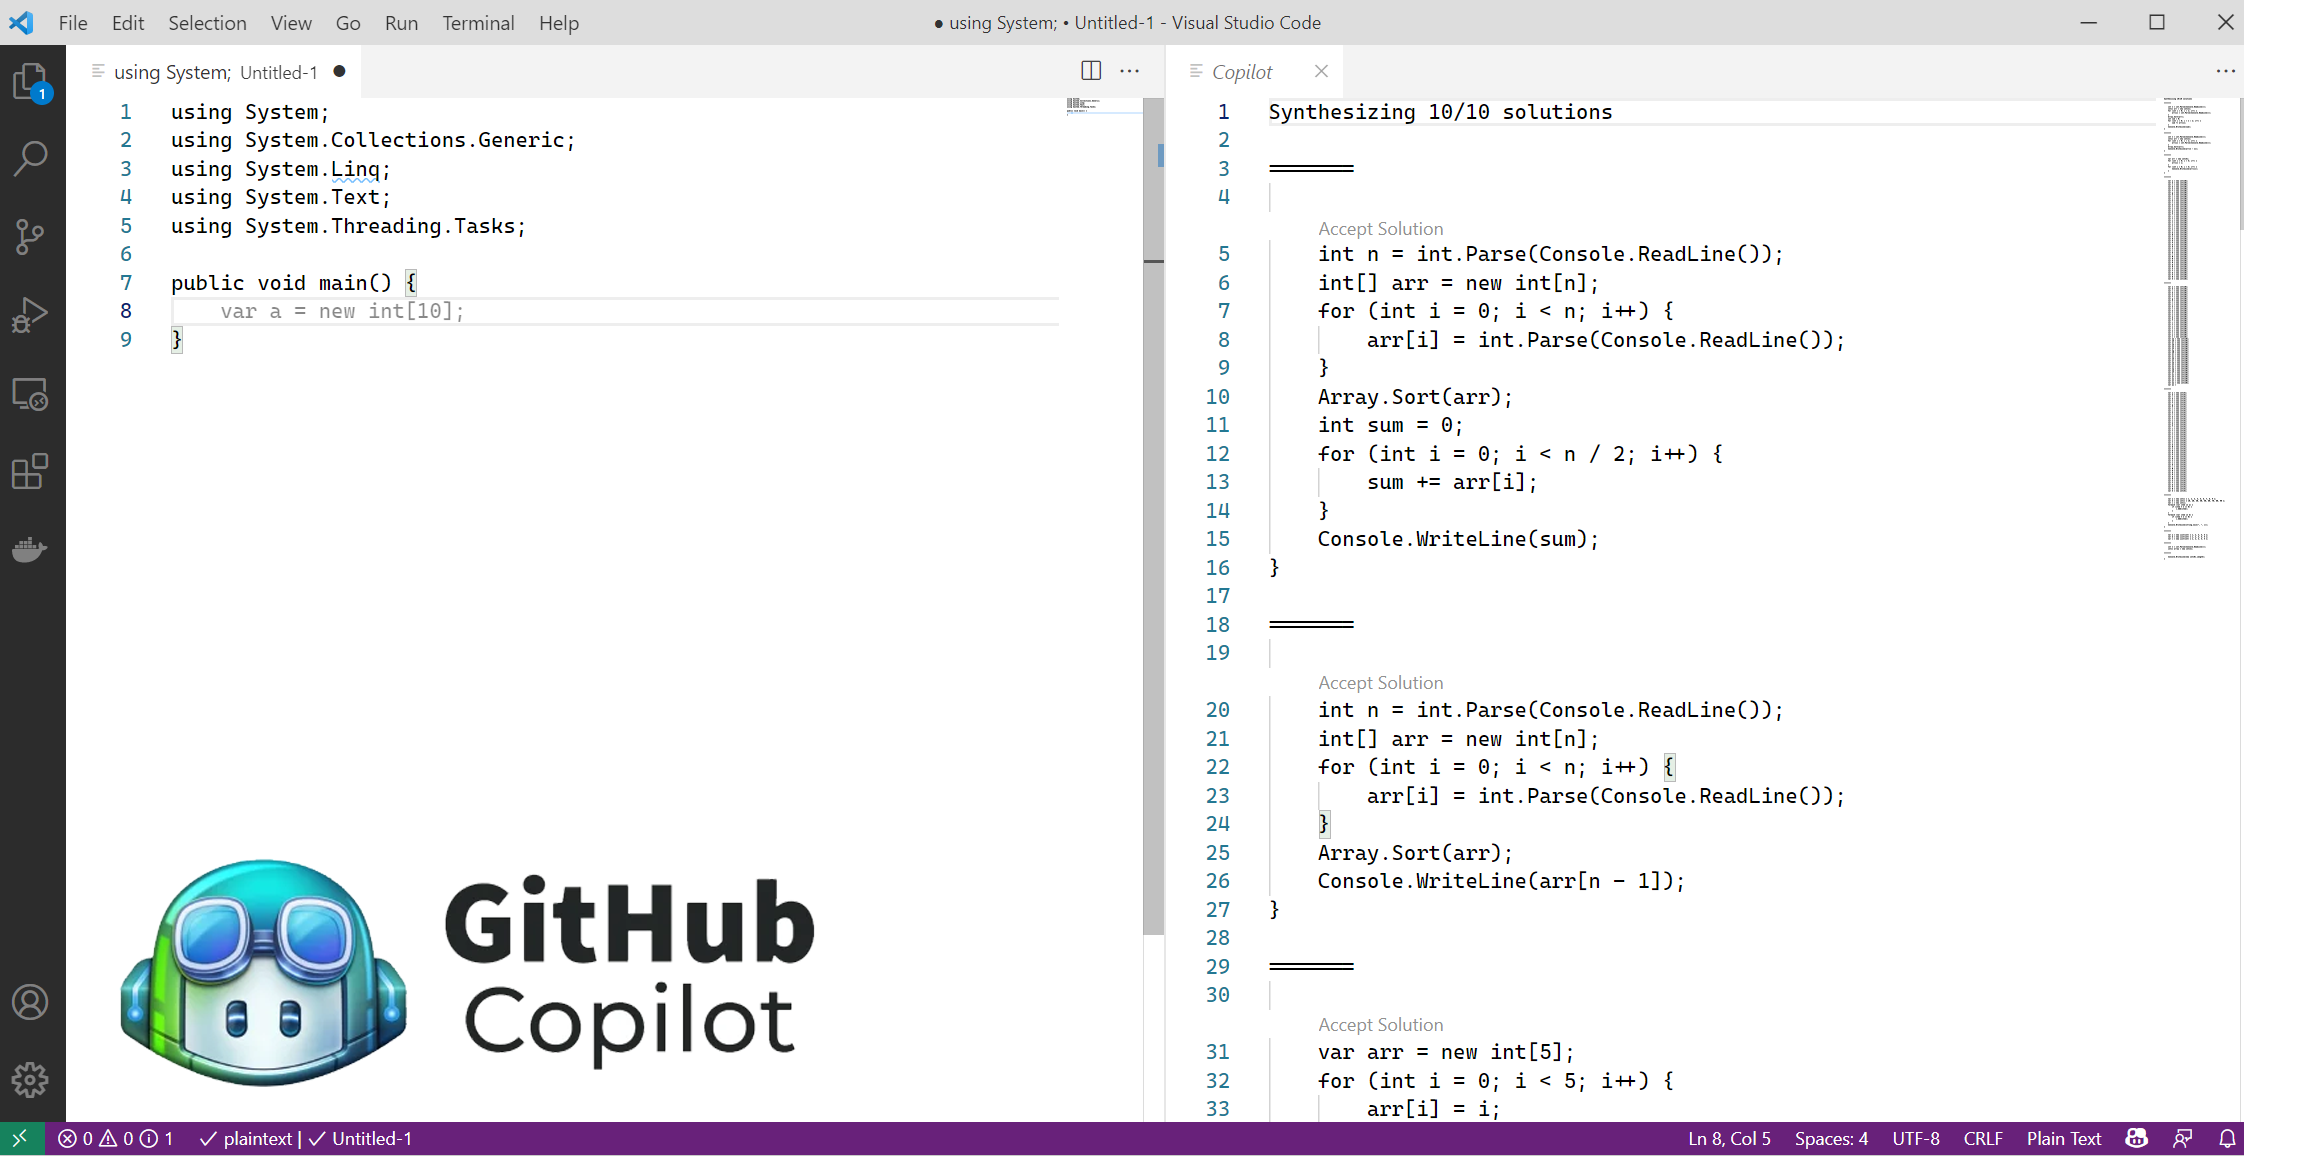 File Edit Selection View Go Run Terminal Help
● using System; • Untitled-1 - Visual Studio Code
using System; Untitled-1 ●
1
1 using System;
2 using System.Collections.Generic;
3 using System.Linq;
4 using System.Text;
5 using System.Threading.Tasks;
6
7 public void main() {
8 var a = new int[10];
9 }
GitHub
Copilot
Copilot
1 Synthesizing 10/10 solutions
2
3 =======
4
Accept Solution
5 int n = int.Parse(Console.ReadLine());
6 int[] arr = new int[n];
7 for (int i = 0; i < n; i++) {
8 arr[i] = int.Parse(Console.ReadLine());
9 }
10 Array.Sort(arr);
11 int sum = 0;
12 for (int i = 0; i < n / 2; i++) {
13 sum += arr[i];
14 }
15 Console.WriteLine(sum);
16 }
17
18 =======
19
Accept Solution
20 int n = int.Parse(Console.ReadLine());
21 int[] arr = new int[n];
22 for (int i = 0; i < n; i++) {
23 arr[i] = int.Parse(Console.ReadLine());
24 }
25 Array.Sort(arr);
26 Console.WriteLine(arr[n - 1]);
27 }
28
29 =======
30
Accept Solution
31 var arr = new int[5];
32 for (int i = 0; i < 5; i++) {
33 arr[i] = i;
0 0 1 plaintext | Untitled-1
Ln 8, Col 5 Spaces: 4 UTF-8 CRLF Plain Text